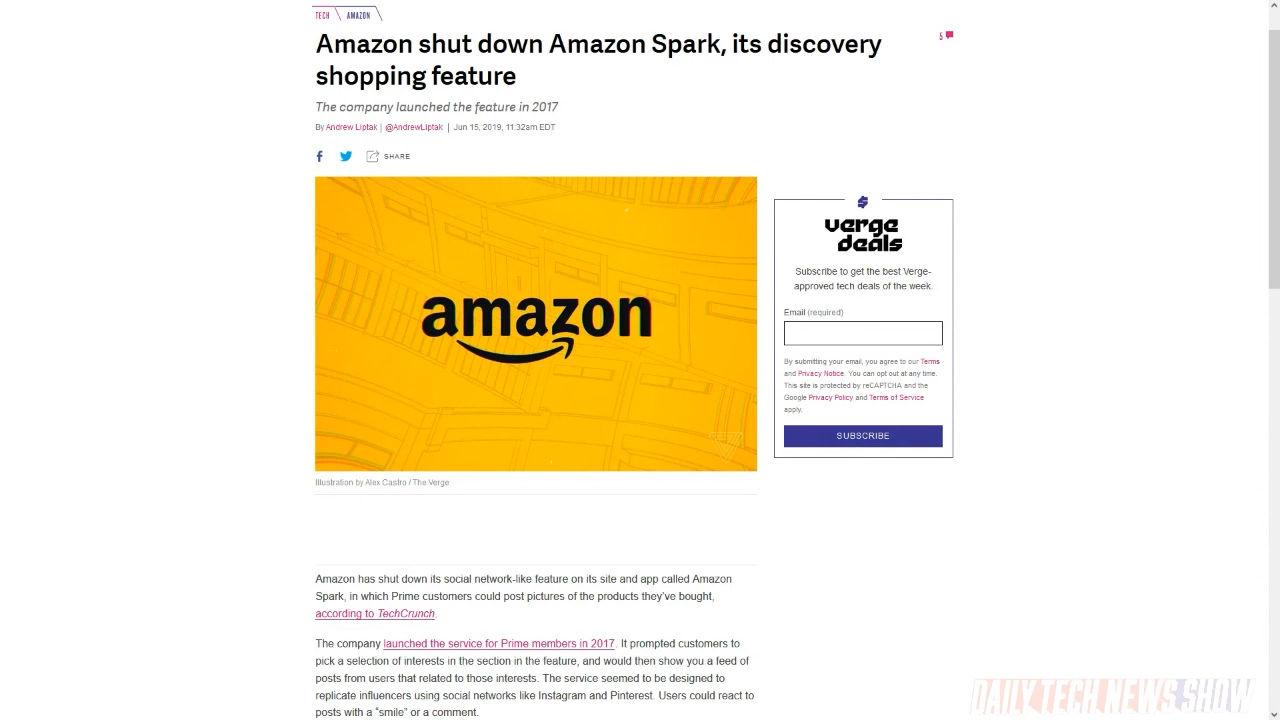 TECH AMAZON
Amazon shut down Amazon Spark, its discovery
shopping feature
5
The company launched the feature in 2017
By Andrew Liptak | @AndrewLiptak | Jun 15, 2019, 11:32am EDT
SHARE
amazon
Illustration by Alex Castro / The Verge
verge
deals
Subscribe to get the best Verge-
approved tech deals of the week.
Email (required)
By submitting your email, you agree to our Terms
and Privacy Notice. You can opt out at any time.
This site is protected by reCAPTCHA and the
Google Privacy Policy and Terms of Service
apply.
SUBSCRIBE
Amazon has shut down its social network-like feature on its site and app called Amazon
Spark, in which Prime customers could post pictures of the products they've bought,
according to TechCrunch.
The company launched the service for Prime members in 2017. It prompted customers to
pick a selection of interests in the section in the feature, and would then show you a feed of
posts from users that related to those interests. The service seemed to be designed to
replicate influencers using social networks like Instagram and Pinterest. Users could react to
posts with a “smile” or a comment.
DAILY TECH NEWS SHOW